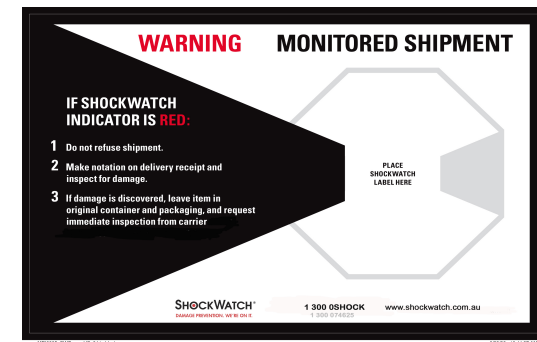 WARNING MONITORED SHIPMENT
IF SHOCKWATCH
INDICATOR IS RED:
1 Do not refuse shipment.
2 Make notation on delivery receipt and
inspect for damage.
3 If damage is discovered, leave item in
original container and packaging, and request
immediate inspection from carrier
PLACE
SHOCKWATCH
LABEL HERE
SHOCKWATCH®
DAMAGE PREVENTION. WE'RE ON IT.
1 300 0SHOCK www.shockwatch.com.au
1 300 074625